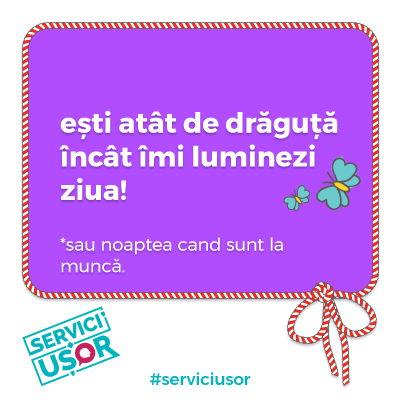 ești atât de drăguță
încât îmi luminezi
ziua!
*sau noaptea cand sunt la
muncă.
SERVICI
UȘOR
#serviciusor